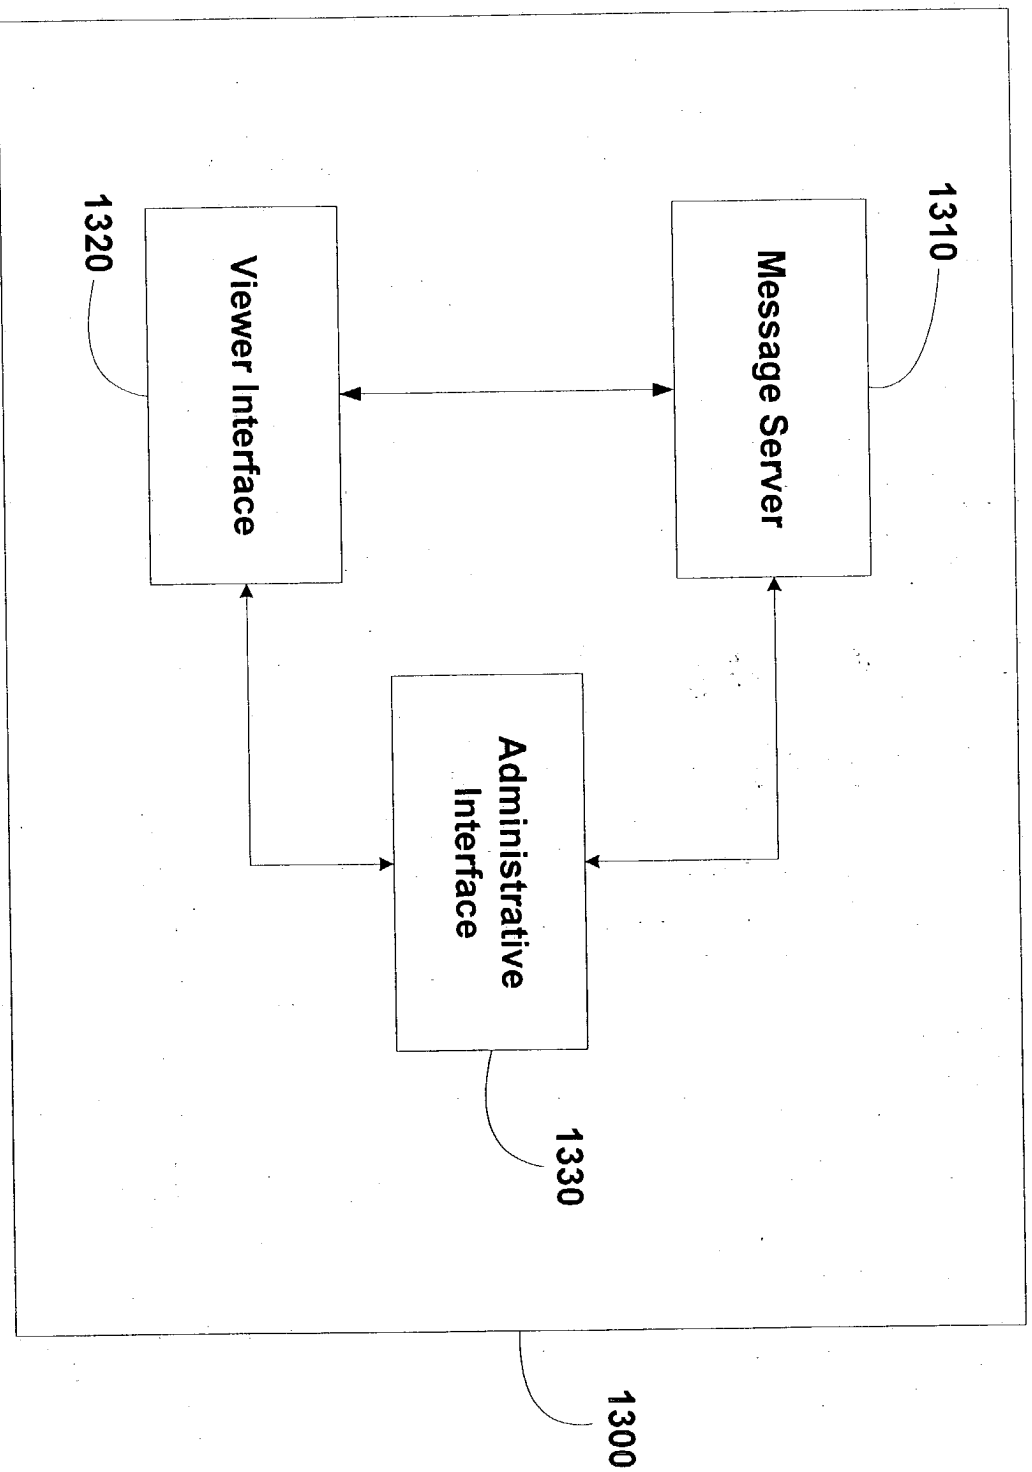 1310
Message Server
1320
Viewer Interface
Administrative
Interface
1330
1300